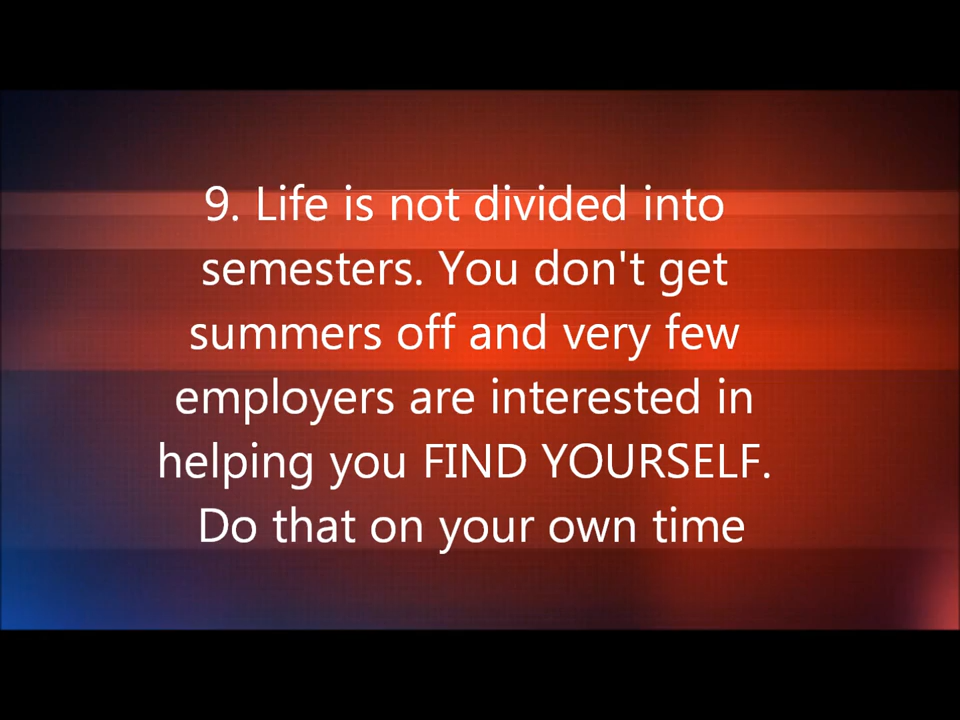 9. Life is not divided into
semesters. You don't get
summers off and very few
employers are interested in
helping you FIND YOURSELF.
Do that on your own time